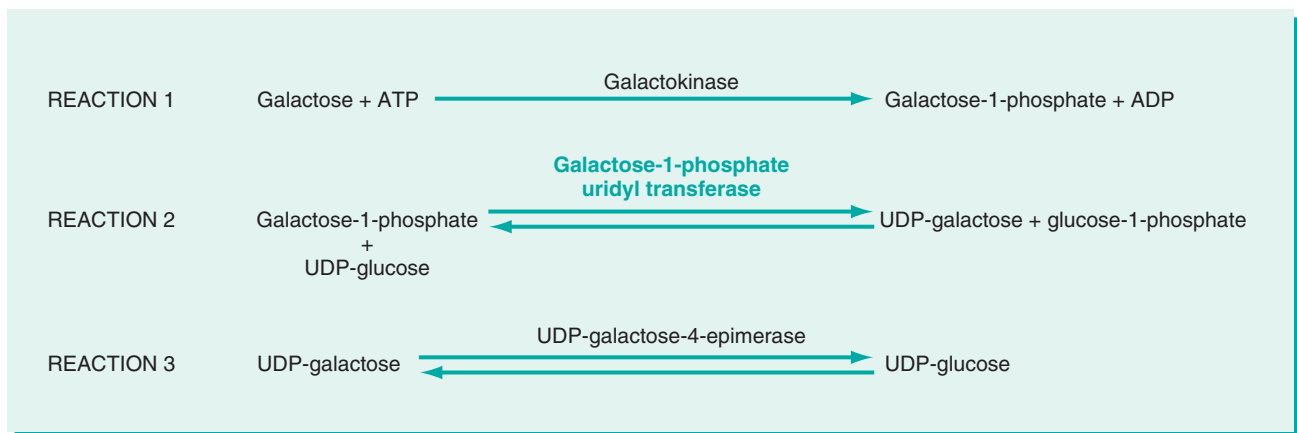 Galactokinase
REACTION 1 Galactose + ATP Galactose-1-phosphate + ADP
Galactose-1-phosphate
uridyl transferase
REACTION 2 Galactose-1-phosphate UDP-galactose + glucose-1-phosphate
+
UDP-glucose
UDP-galactose-4-epimerase
REACTION 3 UDP-galactose UDP-glucose